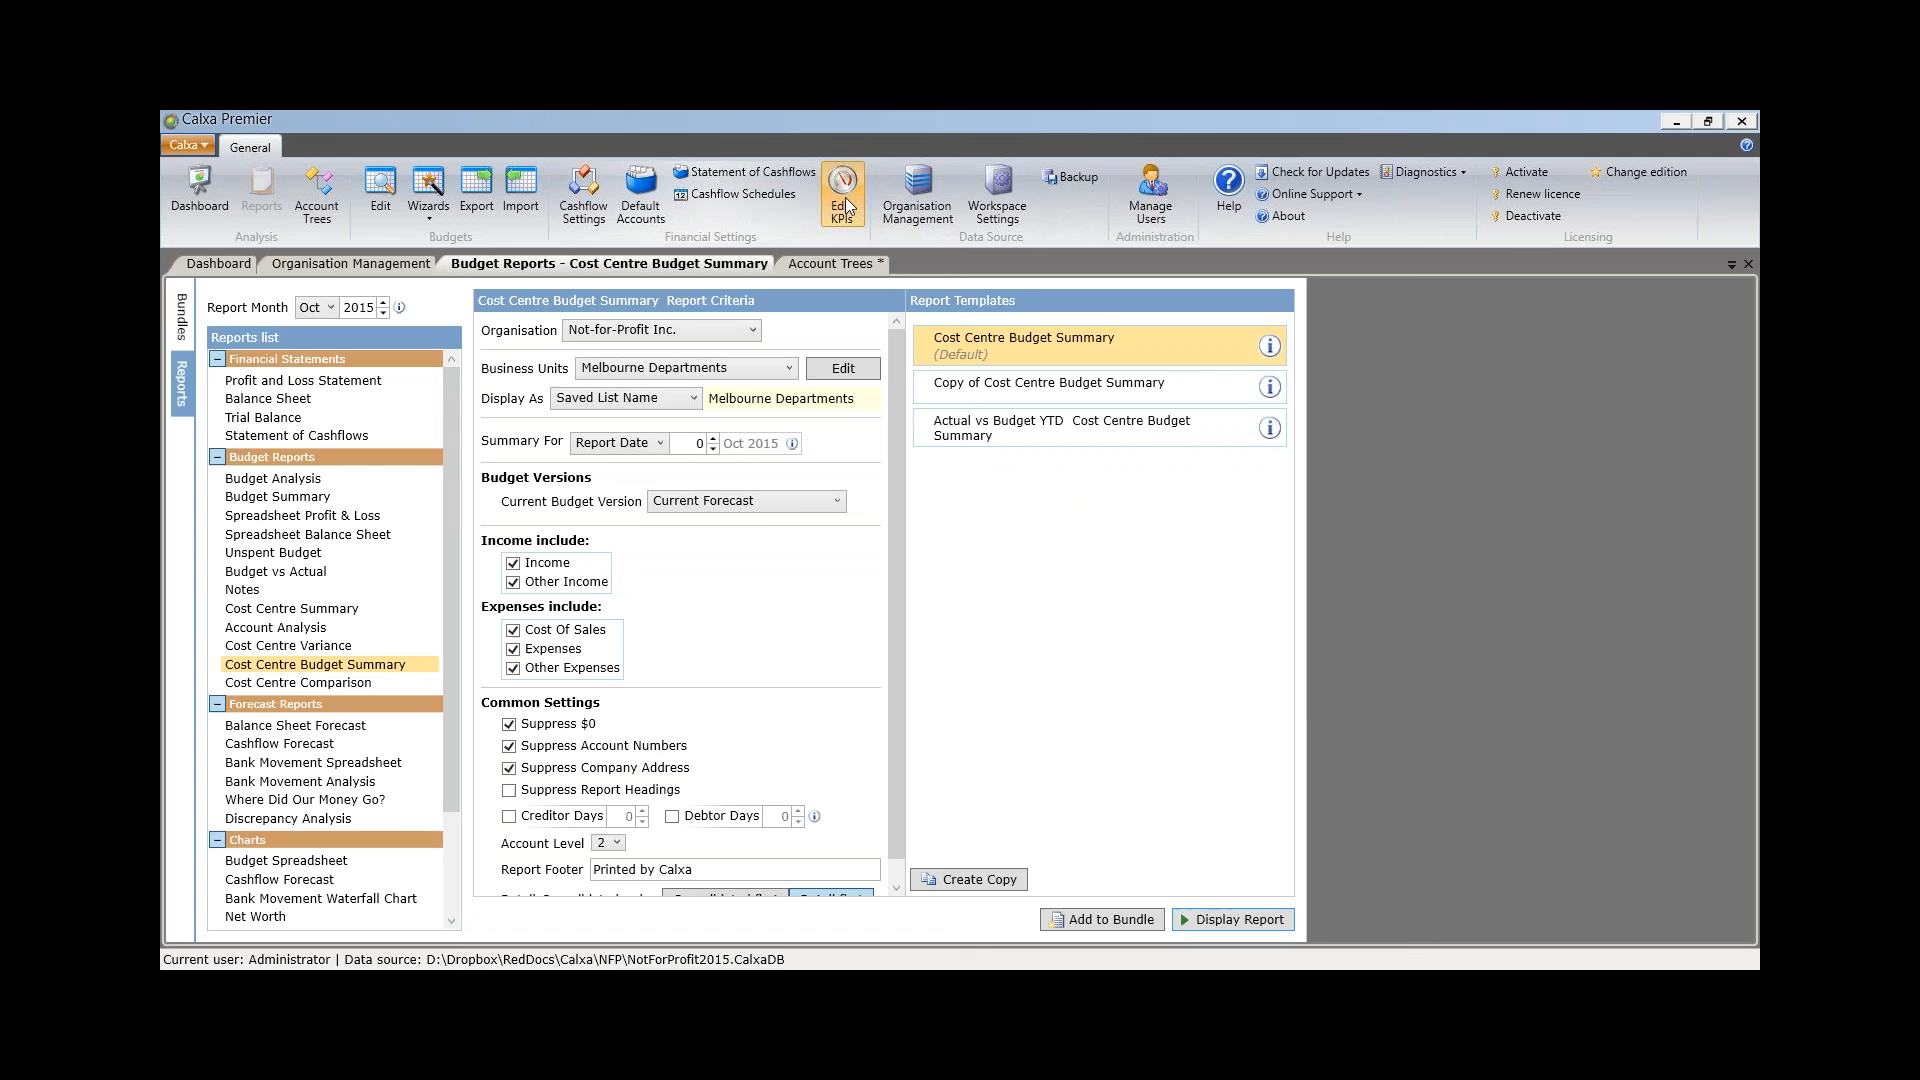 Calxa Premier
Calxa
General
Dashboard
Reports
Account Trees
Analysis
Edit
Wizards
Export
Import
Budgets
Cashflow Settings
Default Accounts
Statement of Cashflows
Cashflow Schedules
Edit KPIs
Financial Settings
Organisation Management
Workspace Settings
Backup
Data Source
Manage Users
Administration
Help
Check for Updates
Online Support
About
Diagnostics
Help
Activate
Renew licence
Deactivate
Change edition
Licensing
Dashboard
Organisation Management
Budget Reports - Cost Centre Budget Summary
Account Trees *
Bundles
Reports
Report Month Oct 2015
Reports list
Financial Statements
Profit and Loss Statement
Balance Sheet
Trial Balance
Statement of Cashflows
Budget Reports
Budget Analysis
Budget Summary
Spreadsheet Profit & Loss
Spreadsheet Balance Sheet
Unspent Budget
Budget vs Actual
Notes
Cost Centre Summary
Account Analysis
Cost Centre Variance
Cost Centre Budget Summary
Cost Centre Comparison
Forecast Reports
Balance Sheet Forecast
Cashflow Forecast
Bank Movement Spreadsheet
Bank Movement Analysis
Where Did Our Money Go?
Discrepancy Analysis
Charts
Budget Spreadsheet
Cashflow Forecast
Bank Movement Waterfall Chart
Net Worth
Cost Centre Budget Summary Report Criteria
Organisation Not-for-Profit Inc.
Business Units Melbourne Departments Edit
Display As Saved List Name Melbourne Departments
Summary For Report Date 0 Oct 2015
Budget Versions
Current Budget Version Current Forecast
Income include:
Income
Other Income
Expenses include:
Cost Of Sales
Expenses
Other Expenses
Common Settings
Suppress $0
Suppress Account Numbers
Suppress Company Address
Suppress Report Headings
Creditor Days 0 Debtor Days 0
Account Level 2
Report Footer Printed by Calxa
Report Templates
Cost Centre Budget Summary
(Default)
Copy of Cost Centre Budget Summary
Actual vs Budget YTD Cost Centre Budget
Summary
Create Copy
Add to Bundle
Display Report
Current user: Administrator | Data source: D:\Dropbox\RedDocs\Calxa\NFP\NotForProfit2015.CalxaDB